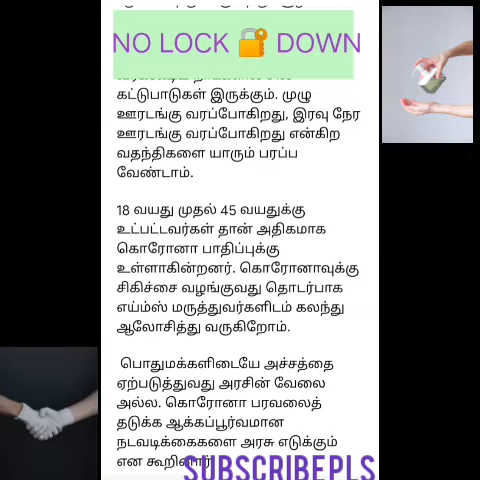 NO LOCK 🔐 DOWN
கட்டுபாடுகள் இருக்கும். முழு
ஊரடங்கு வரப்போகிறது, இரவு நேர
ஊரடங்கு வரப்போகிறது என்கிற
வதந்திகளை யாரும் பரப்ப
வேண்டாம்.
18 வயது முதல் 45 வயதுக்கு
உட்பட்டவர்கள் தான் அதிகமாக
கொரோனா பாதிப்புக்கு
உள்ளாகின்றனர். கொரோனாவுக்கு
சிகிச்சை வழங்குவது தொடர்பாக
எய்ம்ஸ் மருத்துவர்களிடம் கலந்து
ஆலோசித்து வருகிறோம்.
பொதுமக்களிடையே அச்சத்தை
ஏற்படுத்துவது அரசின் வேலை
அல்ல. கொரோனா பரவலைத்
தடுக்க ஆக்கப்பூர்வமான
நடவடிக்கைகளை அரசு எடுக்கும்
என கூறினார்
SUBSCRIBE PLS